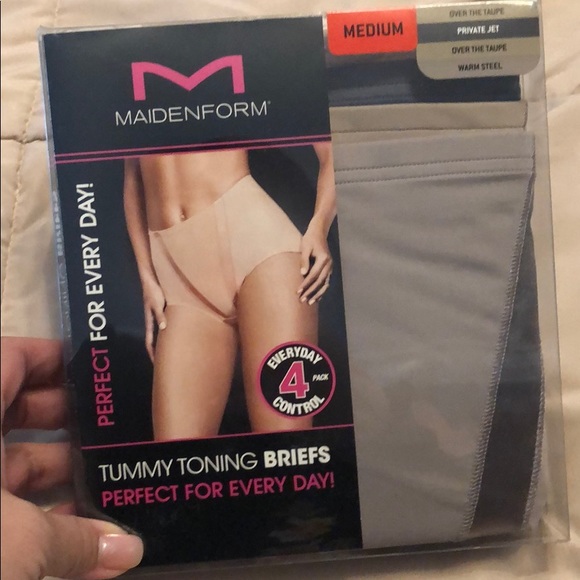 MEDIUM
OVER THE TAUPE
PRIVATE JET
OVER THE TAUPE
WARM STEEL
M
MAIDENFORM®
PERFECT FOR EVERY DAY!
EVERYDAY
4 PACK
CONTROL
TUMMY TONING BRIEFS
PERFECT FOR EVERY DAY!